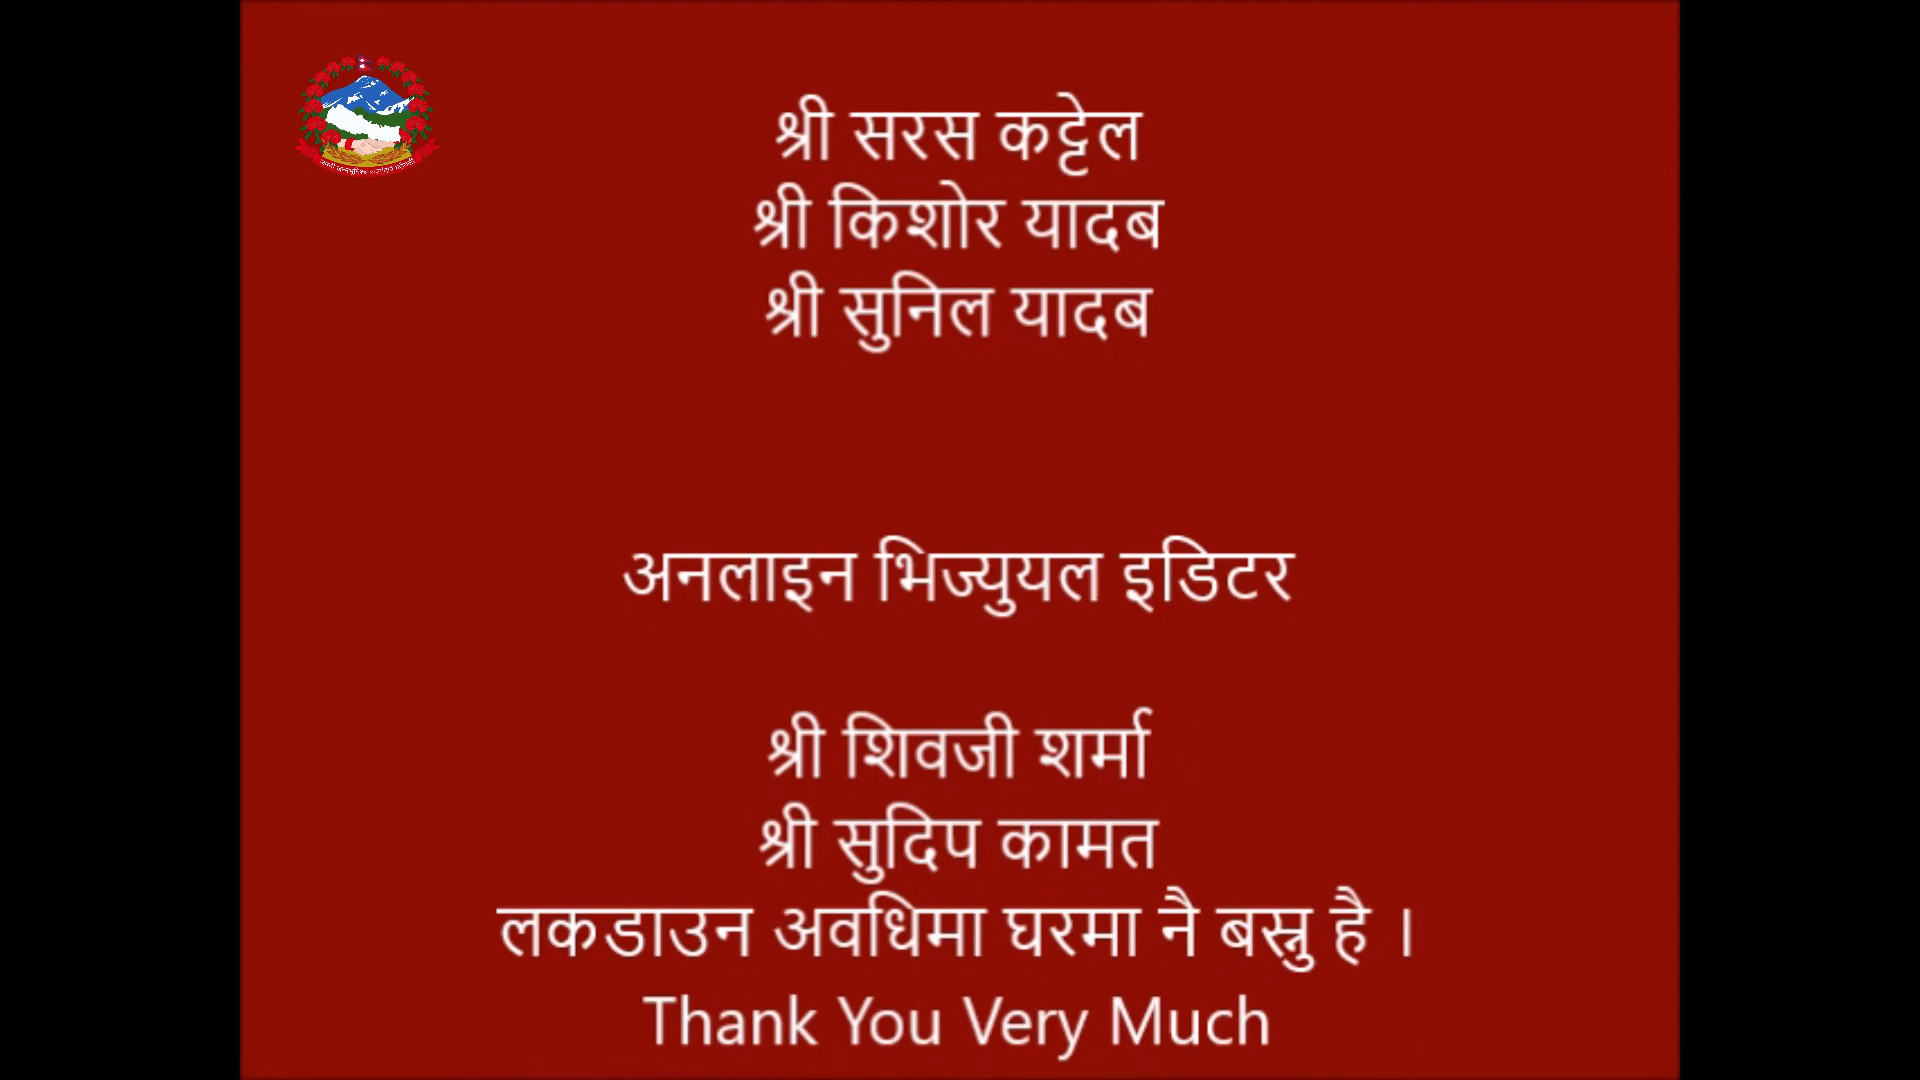 श्री सरस कट्टेल
श्री किशोर यादब
श्री सुनिल यादब
अनलाइन भिज्युयल इडिटर
श्री शिवजी शर्मा
श्री सुदिप कामत
लकडाउन अवधिमा घरमा नै बस्नु है ।
Thank You Very Much